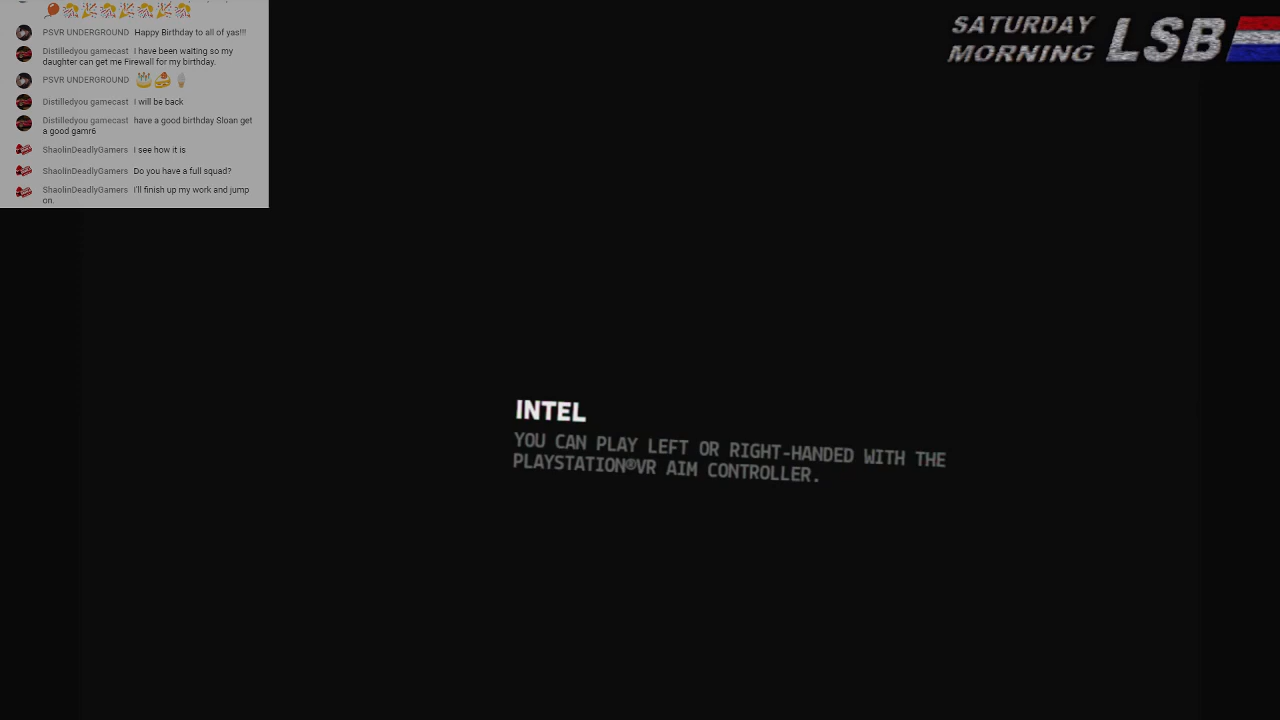 PSVR UNDERGROUND Happy Birthday to all of yas!!!
Distilledyou gamecast I have been waiting so my
daughter can get me Firewall for my birthday.
PSVR UNDERGROUND
Distilledyou gamecast I will be back
Distilledyou gamecast have a good birthday Sloan get
a good gamr6
ShaolinDeadlyGamers I see how it is
ShaolinDeadlyGamers Do you have a full squad?
ShaolinDeadlyGamers I'll finish up my work and jump
on.
SATURDAY
MORNING
LSB
INTEL
YOU CAN PLAY LEFT OR RIGHT-HANDED WITH THE
PLAYSTATION®VR AIM CONTROLLER.